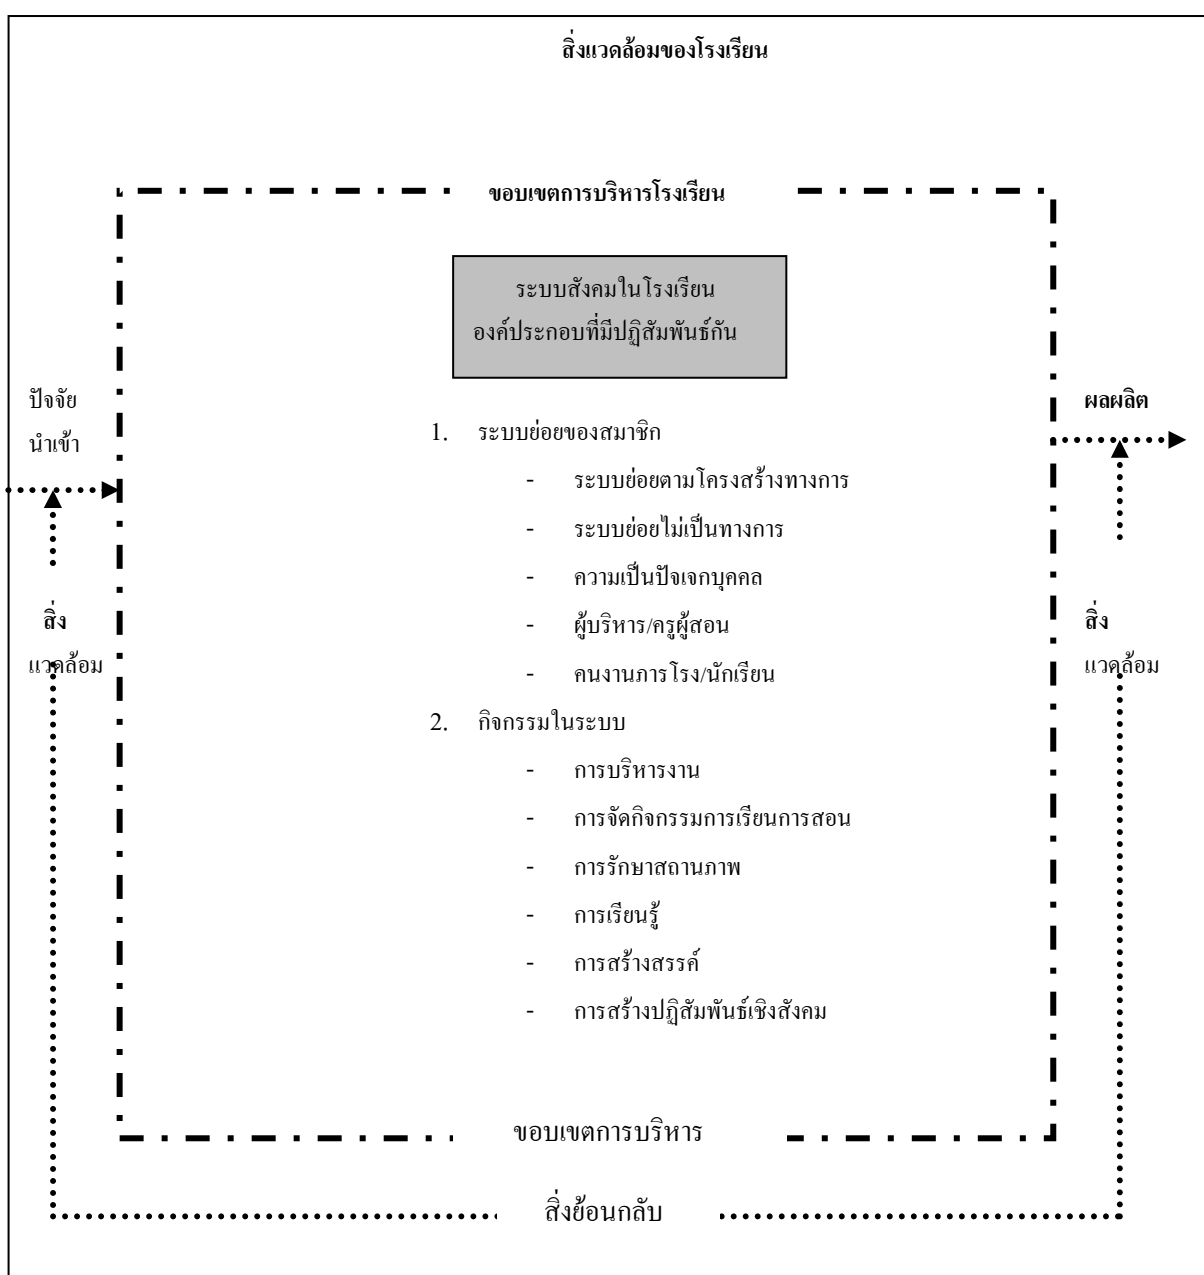 สิ่งแวดล้อมของโรงเรียน
ขอบเขตการบริหารโรงเรียน
ระบบสังคมในโรงเรียน
องค์ประกอบที่มีปฏิสัมพันธ์กัน
ปัจจัย
นำเข้า
ผลผลิต
1. ระบบย่อยของสมาชิก
- ระบบย่อยตามโครงสร้างทางการ
- ระบบย่อยไม่เป็นทางการ
- ความเป็นปัจเจกบุคคล
- ผู้บริหาร/ครูผู้สอน
- คนงานภารโรง/นักเรียน
สิ่ง
แวดล้อม
สิ่ง
แวดล้อม
2. กิจกรรมในระบบ
- การบริหารงาน
- การจัดกิจกรรมการเรียนการสอน
- การรักษาสถานภาพ
- การเรียนรู้
- การสร้างสรรค์
- การสร้างปฏิสัมพันธ์เชิงสังคม
ขอบเขตการบริหาร
สิ่งย้อนกลับ